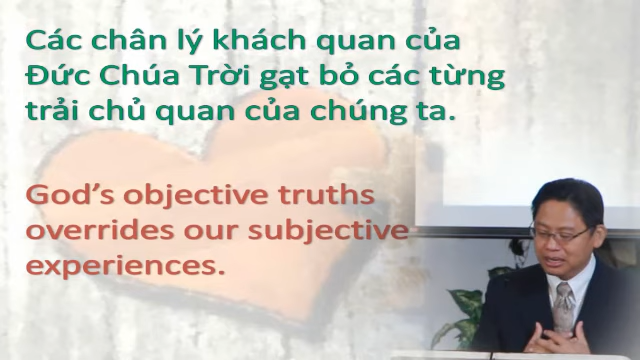 Các chân lý khách quan của
Đức Chúa Trời gạt bỏ các từng
trải chủ quan của chúng ta.
God's objective truths
overrides our subjective
experiences.